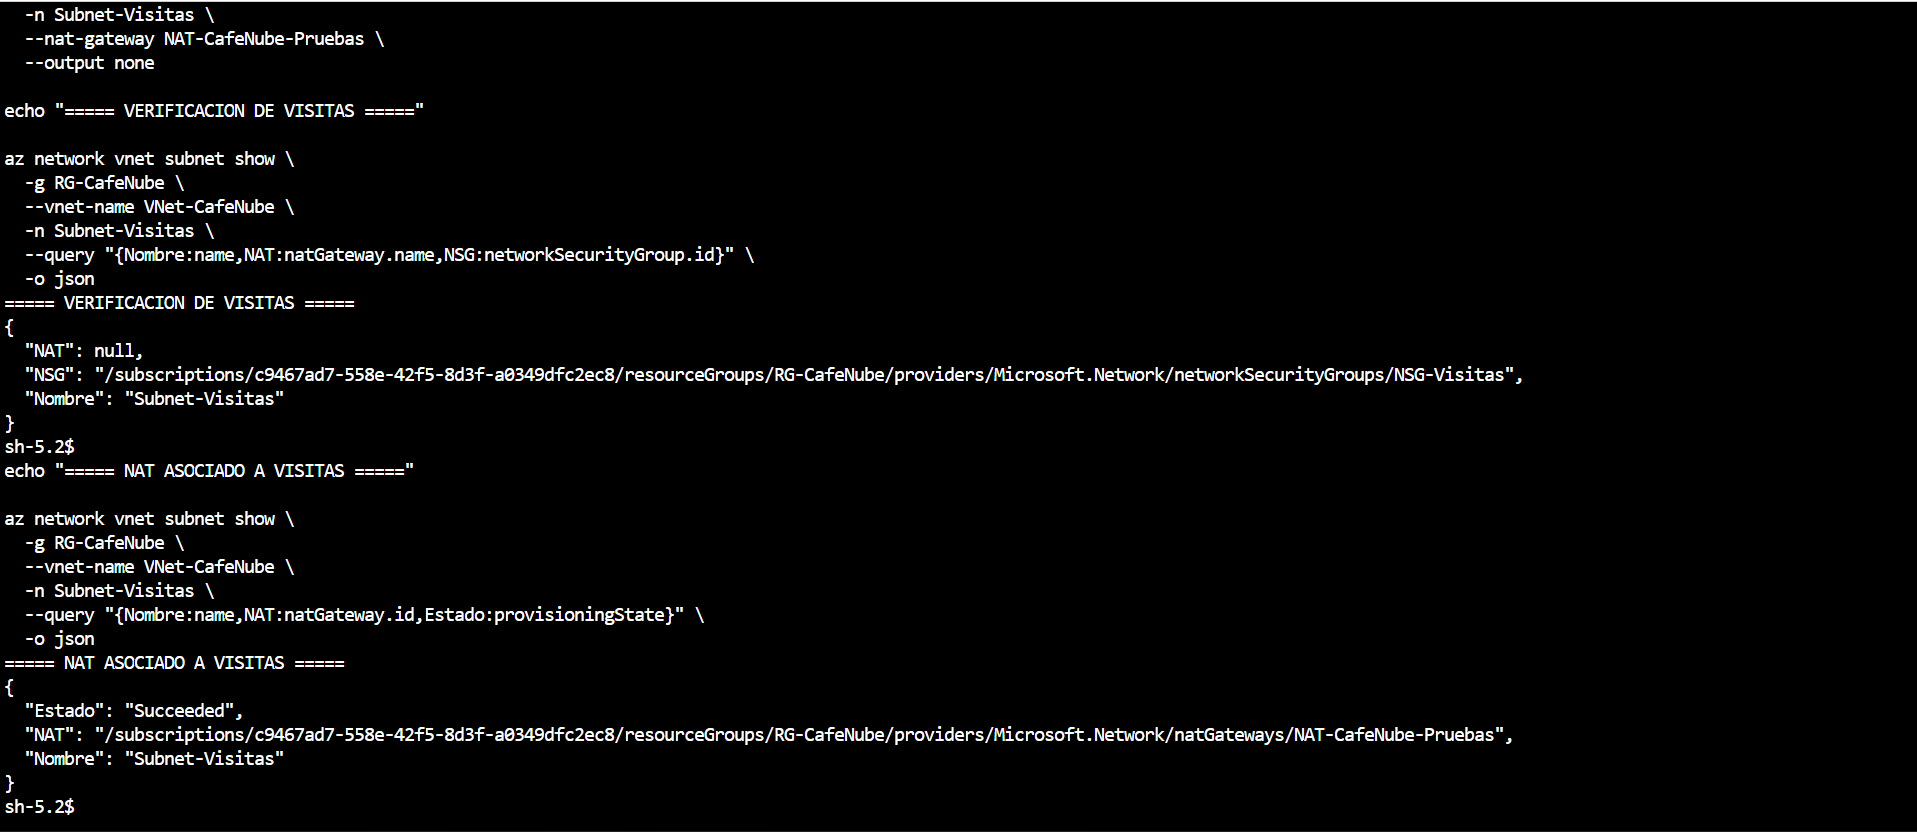 -n Subnet-Visitas \
  --nat-gateway NAT-CafeNube-Pruebas \
  --output none

echo "===== VERIFICACION DE VISITAS ====="

az network vnet subnet show \
  -g RG-CafeNube \
  --vnet-name VNet-CafeNube \
  -n Subnet-Visitas \
  --query "{Nombre:name,NAT:natGateway.name,NSG:networkSecurityGroup.id}" \
  -o json
===== VERIFICACION DE VISITAS =====
{
  "NAT": null,
  "NSG": "/subscriptions/c9467ad7-558e-42f5-8d3f-a0349dfc2ec8/resourceGroups/RG-CafeNube/providers/Microsoft.Network/networkSecurityGroups/NSG-Visitas",
  "Nombre": "Subnet-Visitas"
}
sh-5.2$
echo "===== NAT ASOCIADO A VISITAS ====="

az network vnet subnet show \
  -g RG-CafeNube \
  --vnet-name VNet-CafeNube \
  -n Subnet-Visitas \
  --query "{Nombre:name,NAT:natGateway.id,Estado:provisioningState}" \
  -o json
===== NAT ASOCIADO A VISITAS =====
{
  "Estado": "Succeeded",
  "NAT": "/subscriptions/c9467ad7-558e-42f5-8d3f-a0349dfc2ec8/resourceGroups/RG-CafeNube/providers/Microsoft.Network/natGateways/NAT-CafeNube-Pruebas",
  "Nombre": "Subnet-Visitas"
}
sh-5.2$